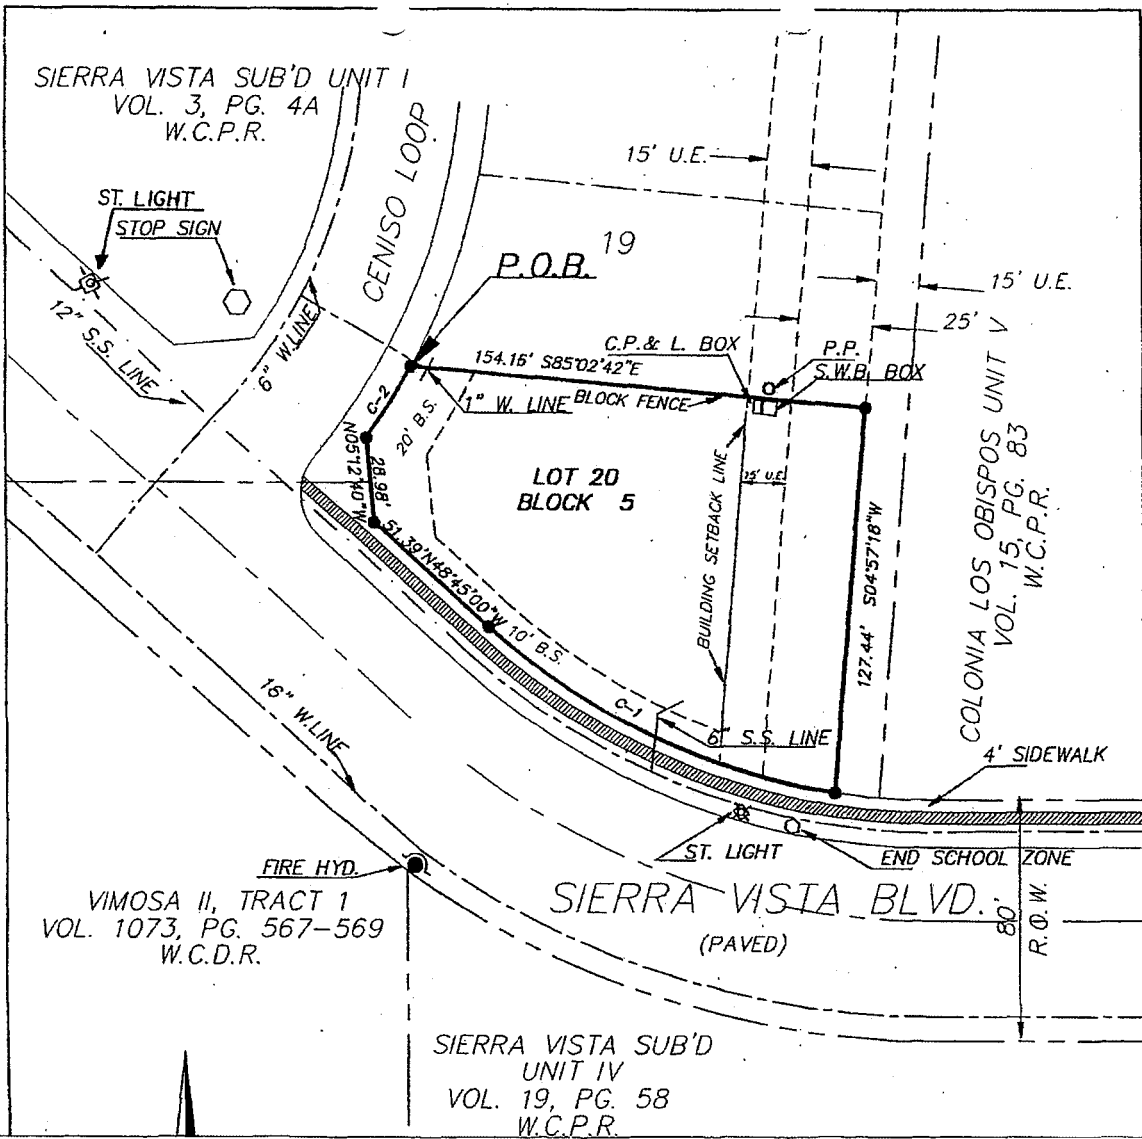 SIERRA VISTA SUB'D UNIT I
VOL. 3, PG. 4A
W.C.P.R.
CENISO LOOP
15' U.E.
ST. LIGHT
STOP SIGN
19
P.O.B.
15' U.E.
25'
12" S.S. LINE
6" W.LINE
C.P.& L. BOX
P.P.
S.W.B. BOX
154.16' S85°02'42"E
1" W. LINE
BLOCK FENCE
C-2
20' B.S.
N05°12'40"W
28.98'
LOT 20
BLOCK 5
15' U.E.
BUILDING SETBACK LINE
127.44' S04°57'18"W
COLONIA LOS OBISPOS UNIT V
VOL. 15, PG. 83
W.C.P.R.
51.39' N48°45'00"W
10' B.S.
C-1
6" S.S. LINE
16" W.LINE
4' SIDEWALK
ST. LIGHT
END SCHOOL ZONE
FIRE HYD.
SIERRA VISTA BLVD.
(PAVED)
80'
R.O.W.
VIMOSA II, TRACT 1
VOL. 1073, PG. 567-569
W.C.D.R.
SIERRA VISTA SUB'D
UNIT IV
VOL. 19, PG. 58
W.C.P.R.